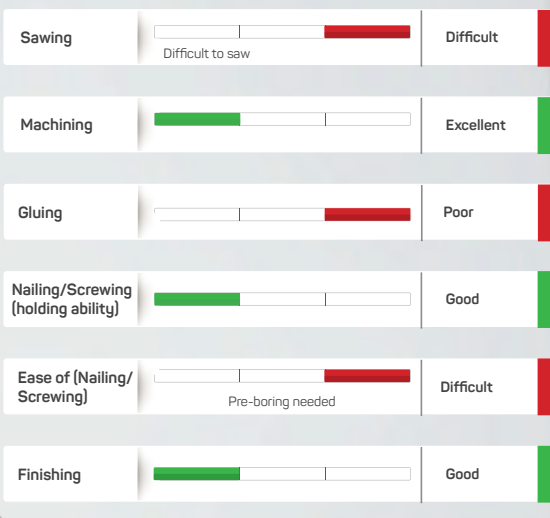 Sawing
Difficult to saw
Difficult
Machining
Excellent
Gluing
Poor
Nailing/Screwing
(holding ability)
Good
Ease of (Nailing/
Screwing)
Pre-boring needed
Difficult
Finishing
Good